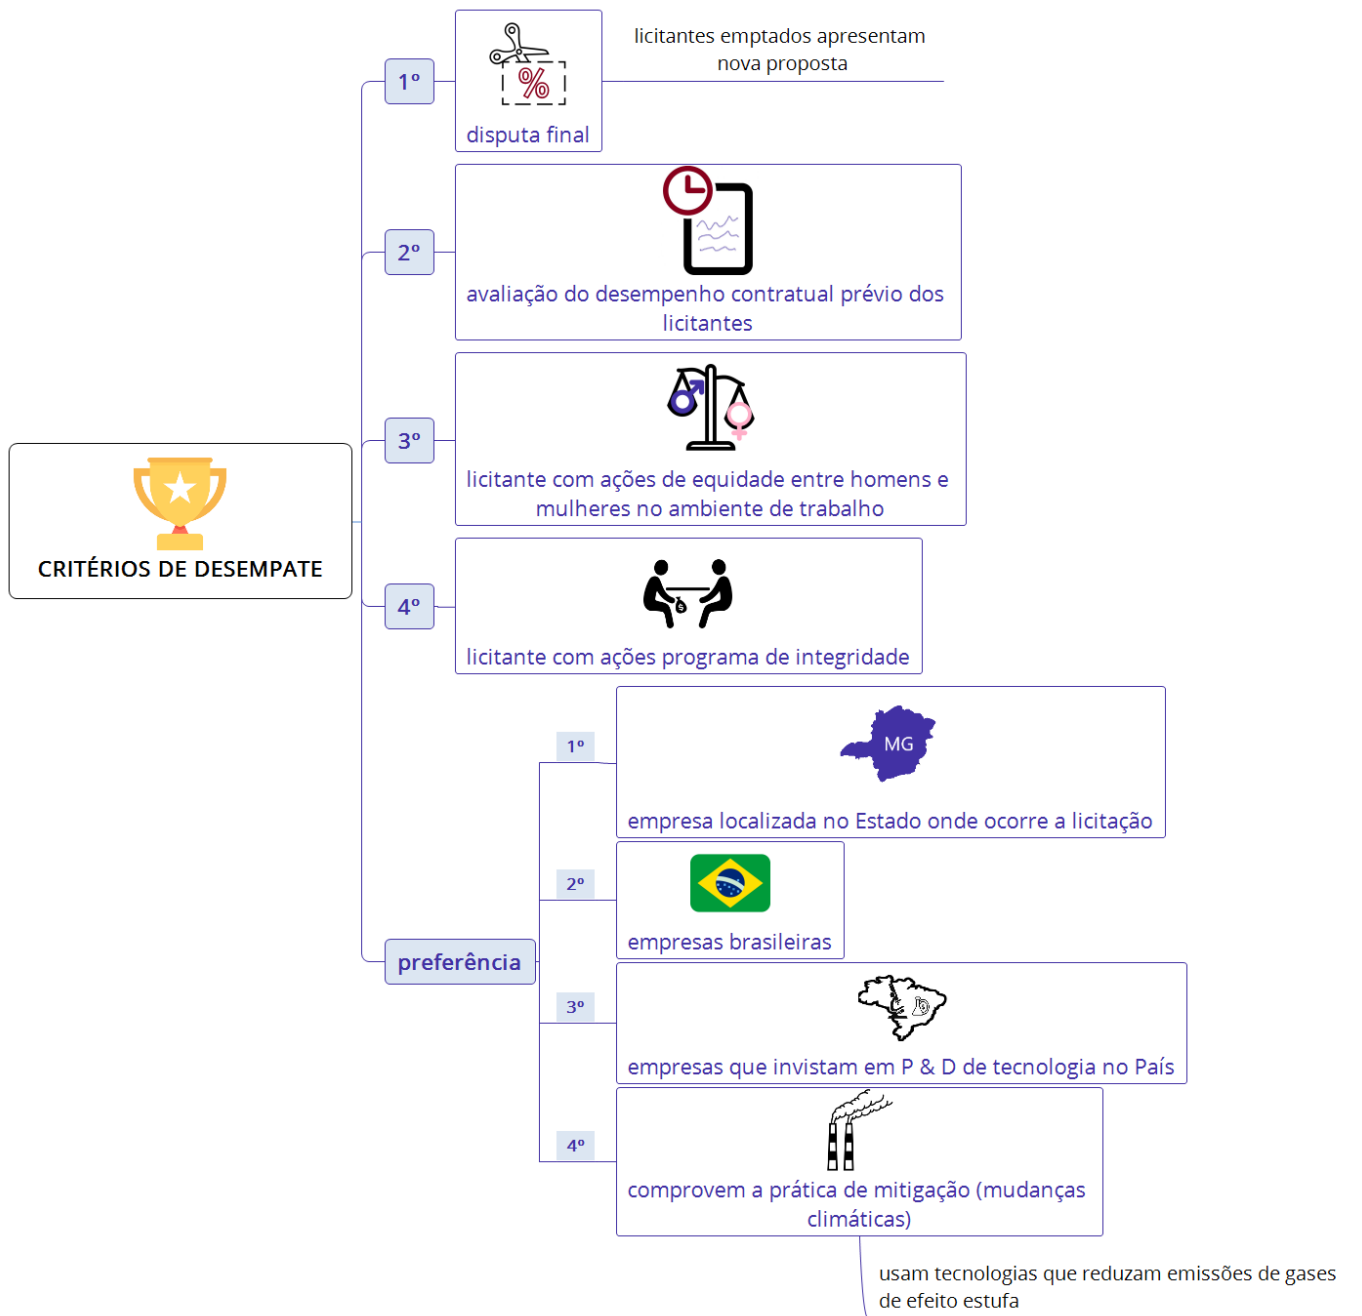 1º
%
disputa final
licitantes emptados apresentam
nova proposta
2º
avaliação do desempenho contratual prévio dos
licitantes
3º
licitante com ações de equidade entre homens e
mulheres no ambiente de trabalho
CRITÉRIOS DE DESEMPATE
4º
$
licitante com ações programa de integridade
preferência
1º
MG
empresa localizada no Estado onde ocorre a licitação
2º
empresas brasileiras
3º
empresas que invistam em P & D de tecnologia no País
4º
comprovem a prática de mitigação (mudanças
climáticas)
usam tecnologias que reduzam emissões de gases
de efeito estufa